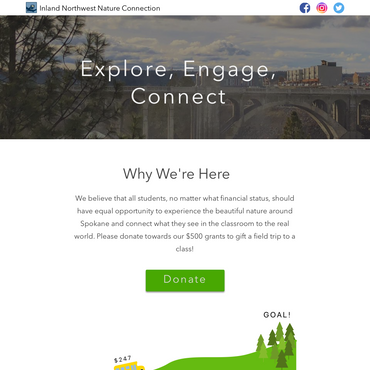 Inland Northwest Nature Connection
Explore, Engage,
Connect
Why We're Here
We believe that all students, no matter what financial status, should
have equal opportunity to experience the beautiful nature around
Spokane and connect what they see in the classroom to the real
world. Please donate towards our $500 grants to gift a field trip to a
class!
Donate
GOAL!
$247